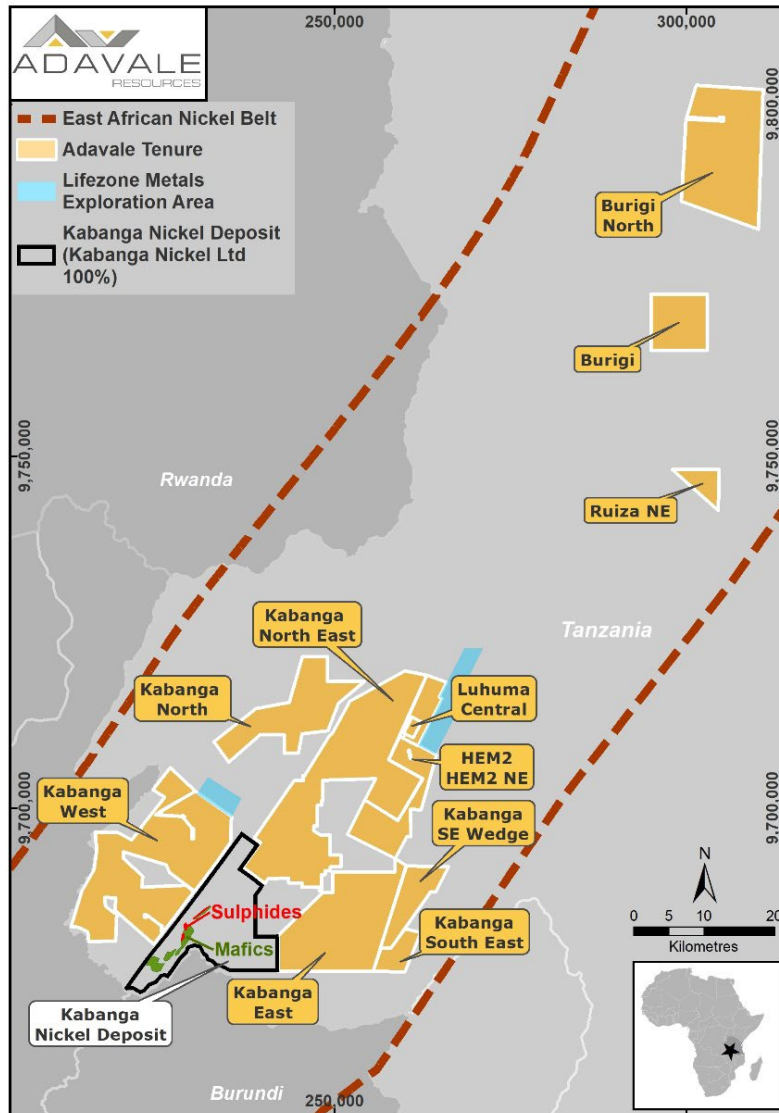 ADAVALE
RESOURCES
East African Nickel Belt
Adavale Tenure
Lifezone Metals
Exploration Area
Kabanga Nickel Deposit
(Kabanga Nickel Ltd
100%)
250,000
300,000
9,800,000
9,800,000
Burigi
North
Burigi
9,750,000
9,750,000
Rwanda
Ruiza NE
Tanzania
Kabanga
North East
Kabanga
North
Luhuma
Central
HEM2
HEM2 NE
Kabanga
West
9,700,000
9,700,000
Kabanga
SE Wedge
Sulphides
Mafics
Kabanga
South East
Kabanga
East
Kabanga
Nickel Deposit
N
0 5 10 20
Kilometres
Burundi
250,000